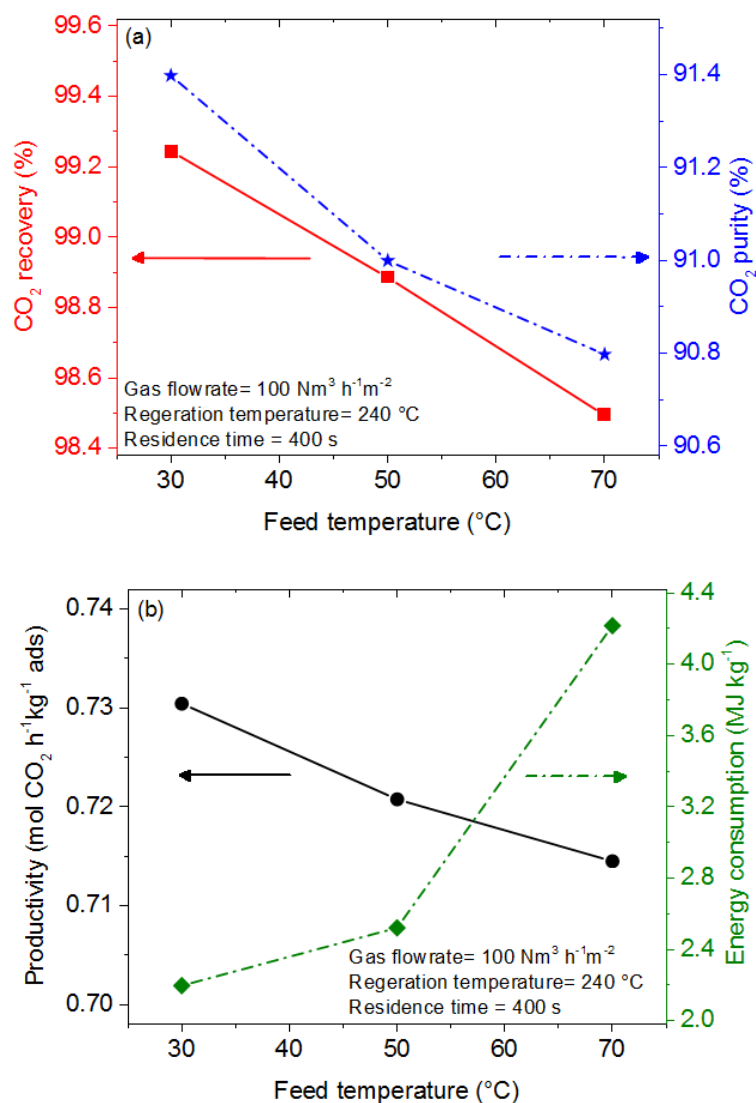 (a)
99.6
99.4
99.2
99.0
98.8
98.6
98.4
CO₂ recovery (%)
91.4
91.2
91.0
90.8
90.6
CO₂ purity (%)
Gas flowrate= 100 Nm³ h⁻¹m⁻²
Regeration temperature= 240 °C
Residence time = 400 s
30 40 50 60 70
Feed temperature (°C)
(b)
0.74
0.73
0.72
0.71
0.70
Productivity (mol CO₂ h⁻¹kg⁻¹ ads)
4.4
4.0
3.6
3.2
2.8
2.4
2.0
Energy consumption (MJ kg⁻¹)
Gas flowrate= 100 Nm³ h⁻¹m⁻²
Regeration temperature= 240 °C
Residence time = 400 s
30 40 50 60 70
Feed temperature (°C)